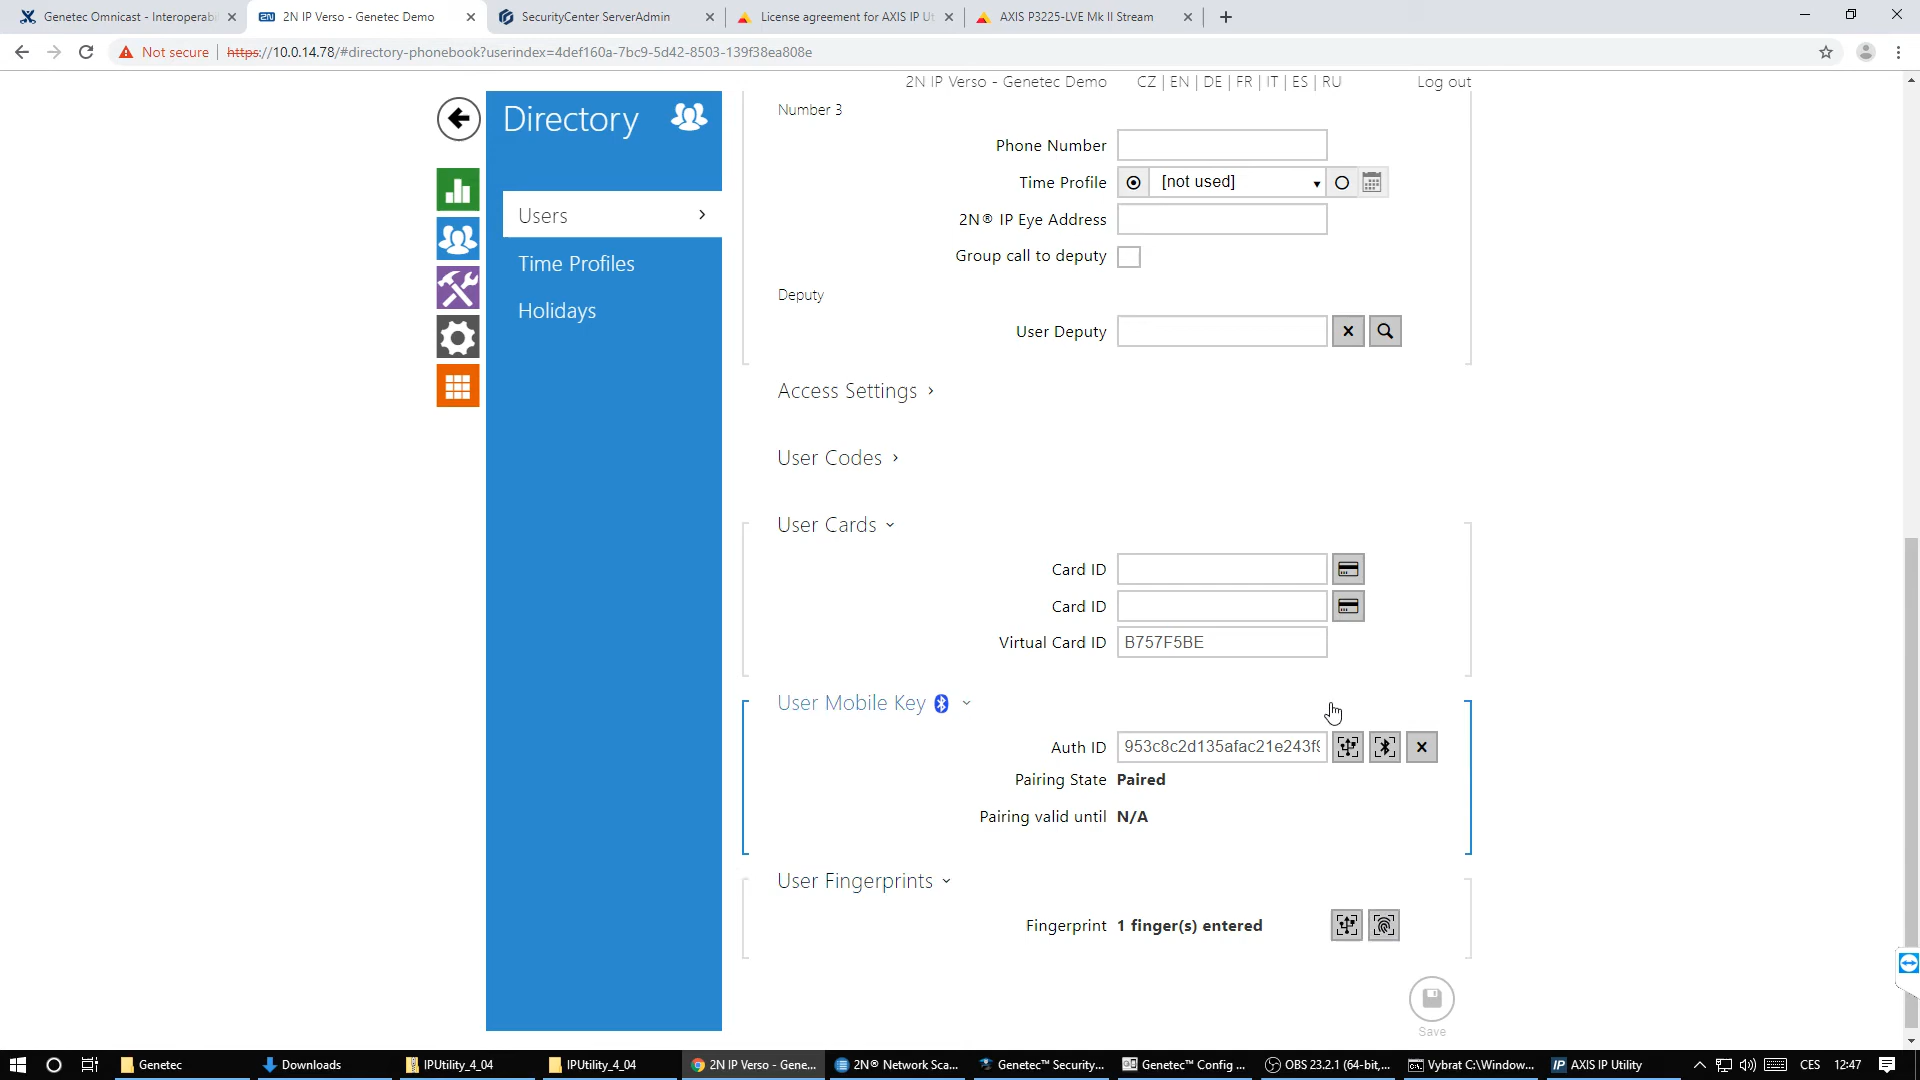 Genetec Omnicast - Interoperabi
2N IP Verso - Genetec Demo
SecurityCenter ServerAdmin
License agreement for AXIS IP Ut
AXIS P3225-LVE Mk II Stream
Not secure
https://10.0.14.78/#directory-phonebook?userindex=4def160a-7bc9-5d42-8503-139f38ea808e
2N IP Verso - Genetec Demo
CZ | EN | DE | FR | IT | ES | RU
Log out
Directory
Users
Time Profiles
Holidays
Number 3
Phone Number
Time Profile [not used]
2N® IP Eye Address
Group call to deputy
Deputy
User Deputy
Access Settings
User Codes
User Cards
Card ID
Card ID
Virtual Card ID B757F5BE
User Mobile Key
Auth ID 953c8c2d135afac21e243f9
Pairing State Paired
Pairing valid until N/A
User Fingerprints
Fingerprint 1 finger(s) entered
Save
Genetec
Downloads
IPUtility_4_04
IPUtility_4_04
2N IP Verso - Gene...
2N® Network Sca...
Genetec™ Security...
Genetec™ Config ...
OBS 23.2.1 (64-bit,...
Vybrat C:\Window...
IP AXIS IP Utility
CES
12:47